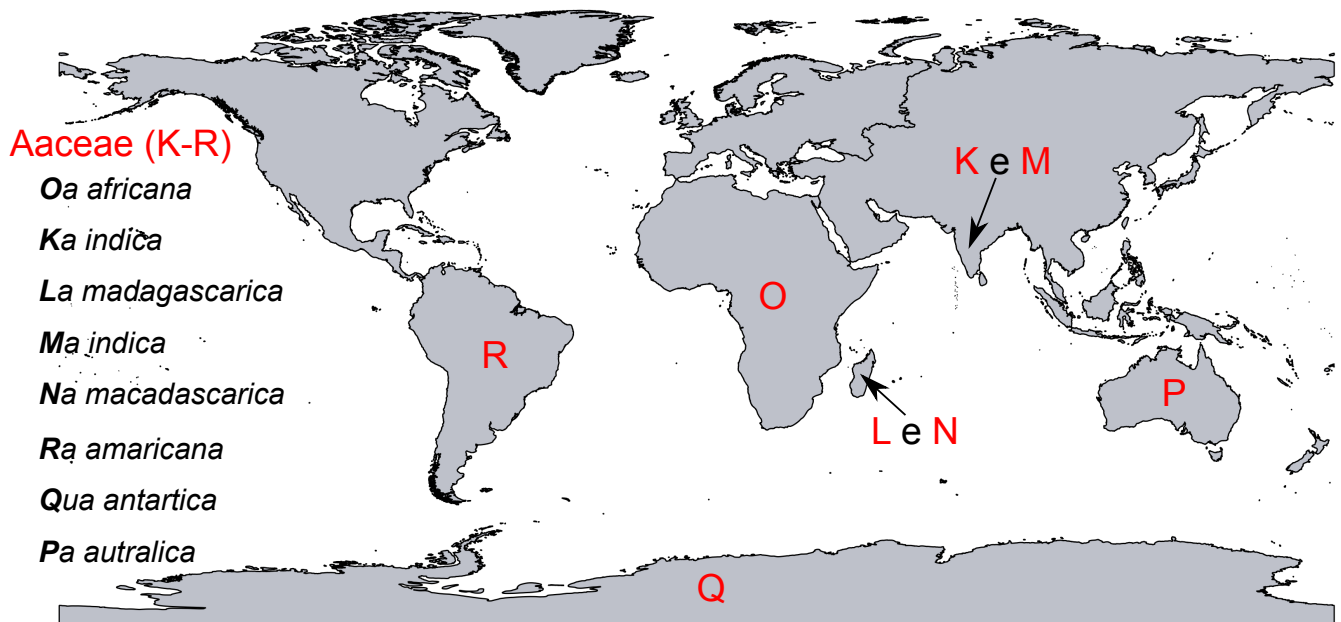 Aaceae (K-R)
Oa africana
Ka indica
La madagascarica
Ma indica
Na macadascarica
Ra amaricana
Qua antartica
Pa autralica
K e M
O
R
P
L e N
Q